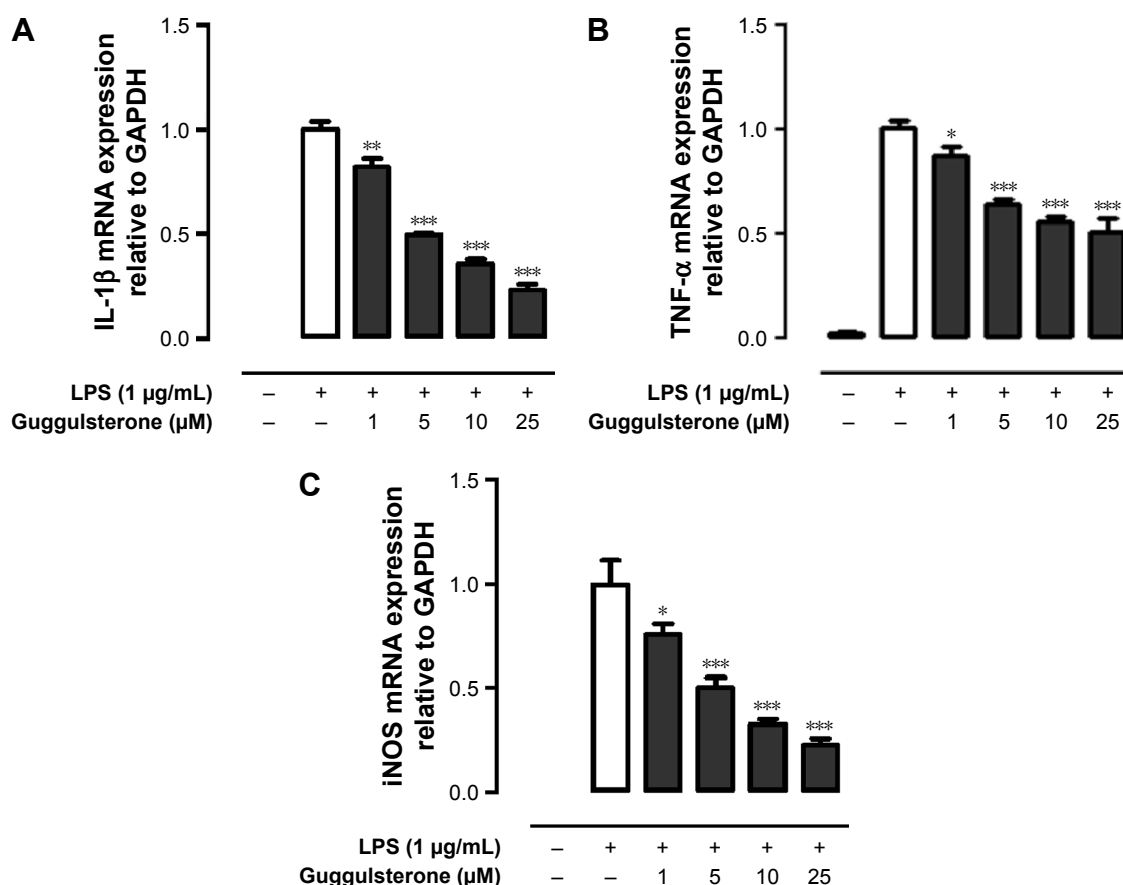 A
IL-1β mRNA expression
relative to GAPDH
1.5
1.0
0.5
0.0
**
***
***
***
LPS (1 µg/mL) – + + + + +
Guggulsterone (µM) – – 1 5 10 25
B
TNF-α mRNA expression
relative to GAPDH
1.5
1.0
0.5
0.0
*
***
***
***
LPS (1 µg/mL) – + + + + +
Guggulsterone (µM) – – 1 5 10 25
C
iNOS mRNA expression
relative to GAPDH
1.5
1.0
0.5
0.0
*
***
***
***
LPS (1 µg/mL) – + + + + +
Guggulsterone (µM) – – 1 5 10 25